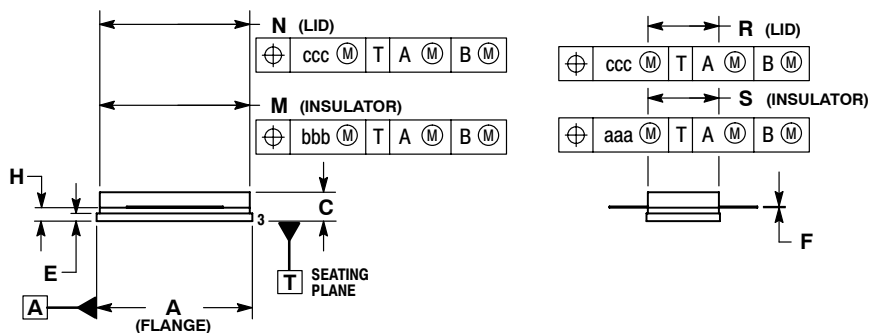 N (LID)
⌖ ccc Ⓜ T A Ⓜ B Ⓜ
M (INSULATOR)
⌖ bbb Ⓜ T A Ⓜ B Ⓜ
H
C
3
E
T SEATING
PLANE
A
A
(FLANGE)
R (LID)
⌖ ccc Ⓜ T A Ⓜ B Ⓜ
S (INSULATOR)
⌖ aaa Ⓜ T A Ⓜ B Ⓜ
F